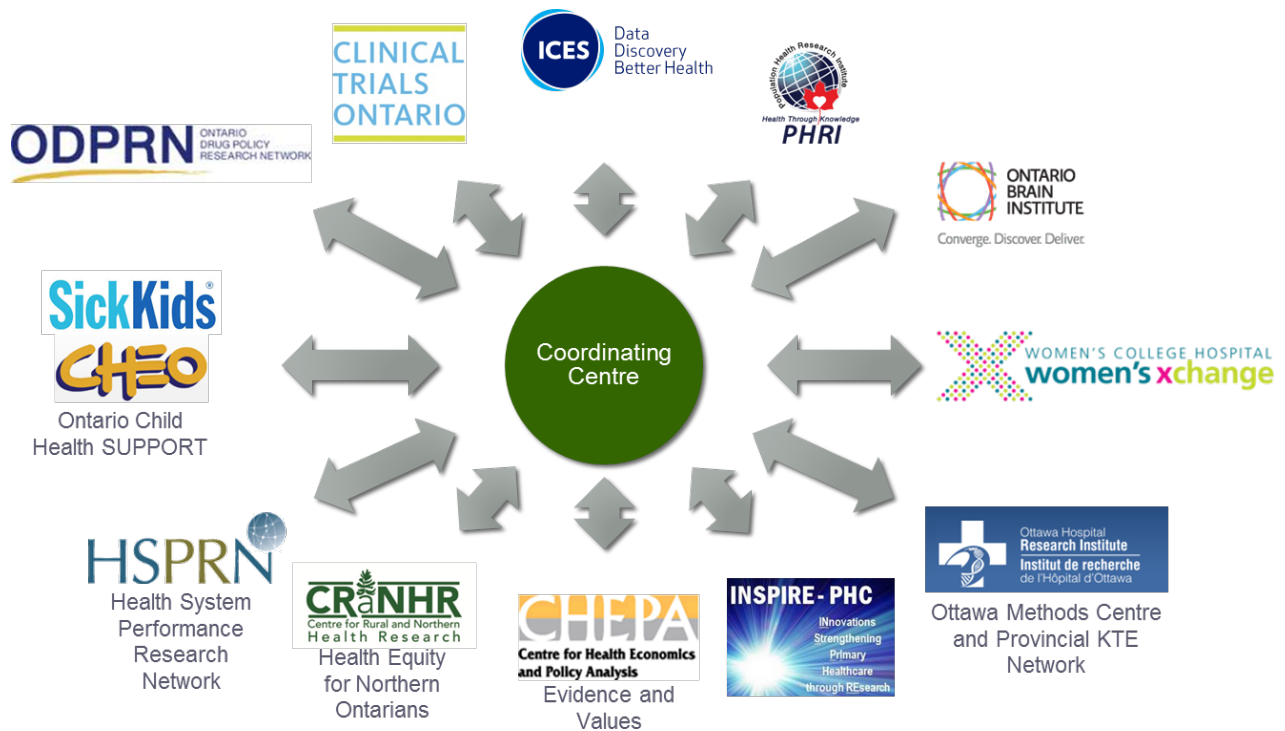 CLINICAL
TRIALS
ONTARIO
ICES
Data
Discovery
Better Health
Population Health Research Institute
Health Through Knowledge
PHRI
ODPRN
ONTARIO
DRUG POLICY
RESEARCH NETWORK
ONTARIO
BRAIN
INSTITUTE
Converge. Discover. Deliver.
SickKids®
CHEO
Ontario Child
Health SUPPORT
Coordinating
Centre
WOMEN'S COLLEGE HOSPITAL
women's xchange
HSPRN
Health System
Performance
Research
Network
CRaNHR
Centre for Rural and Northern
Health Research
Health Equity
for Northern
Ontarians
CHEPA
Centre for Health Economics
and Policy Analysis
Evidence and
Values
INSPIRE - PHC
INnovations
Strengthening
Primary
Healthcare
through REsearch
Ottawa Hospital
Research Institute
Institut de recherche
de l'Hôpital d'Ottawa
Ottawa Methods Centre
and Provincial KTE
Network